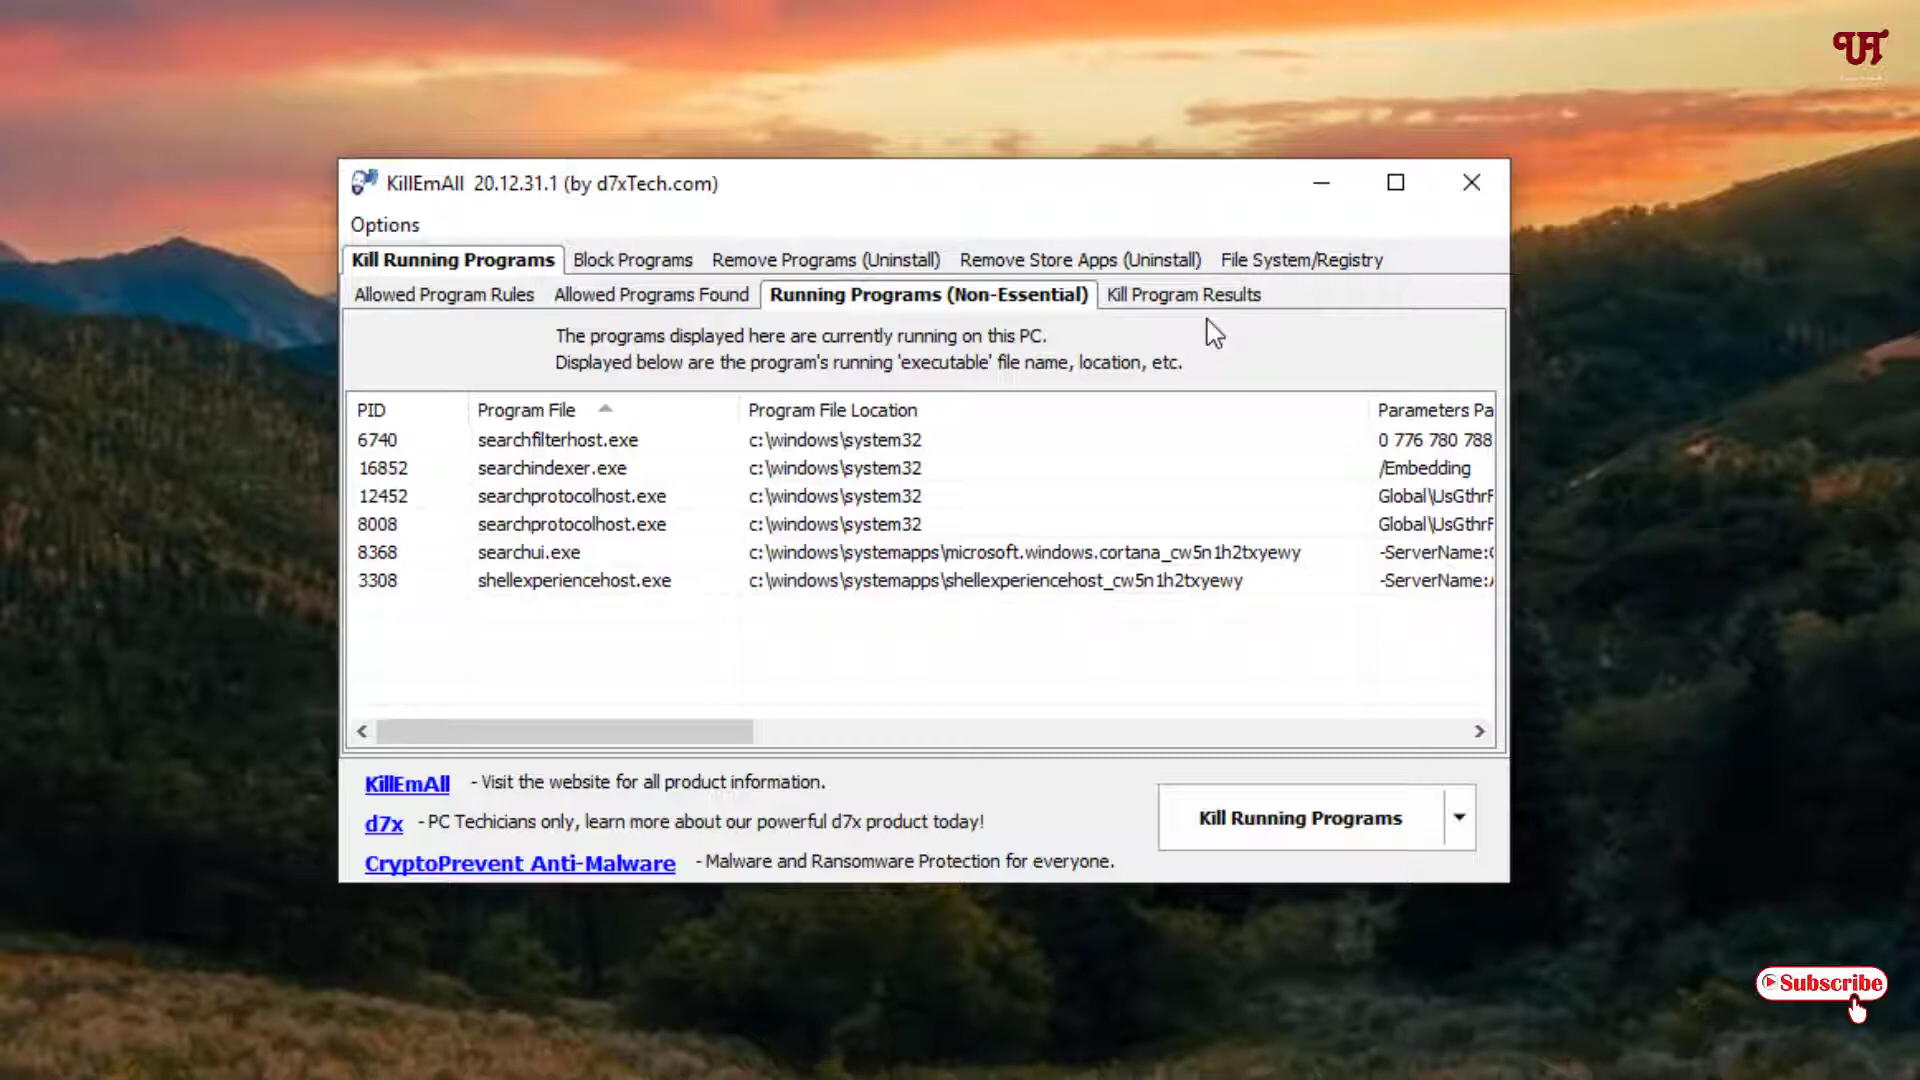 UT
KillEmAll 20.12.31.1 (by d7xTech.com)
Options
Kill Running Programs Block Programs Remove Programs (Uninstall) Remove Store Apps (Uninstall) File System/Registry
Allowed Program Rules Allowed Programs Found Running Programs (Non-Essential) Kill Program Results
The programs displayed here are currently running on this PC.
Displayed below are the program's running 'executable' file name, location, etc.
PID Program File Program File Location Parameters Pa
6740 searchfilterhost.exe c:\windows\system32 0 776 780 788
16852 searchindexer.exe c:\windows\system32 /Embedding
12452 searchprotocolhost.exe c:\windows\system32 Global\UsGthrF
8008 searchprotocolhost.exe c:\windows\system32 Global\UsGthrF
8368 searchui.exe c:\windows\systemapps\microsoft.windows.cortana_cw5n1h2txyewy -ServerName:C
3308 shellexperiencehost.exe c:\windows\systemapps\shellexperiencehost_cw5n1h2txyewy -ServerName:A
KillEmAll - Visit the website for all product information.
d7x - PC Techicians only, learn more about our powerful d7x product today!
Kill Running Programs
CryptoPrevent Anti-Malware - Malware and Ransomware Protection for everyone.
Subscribe